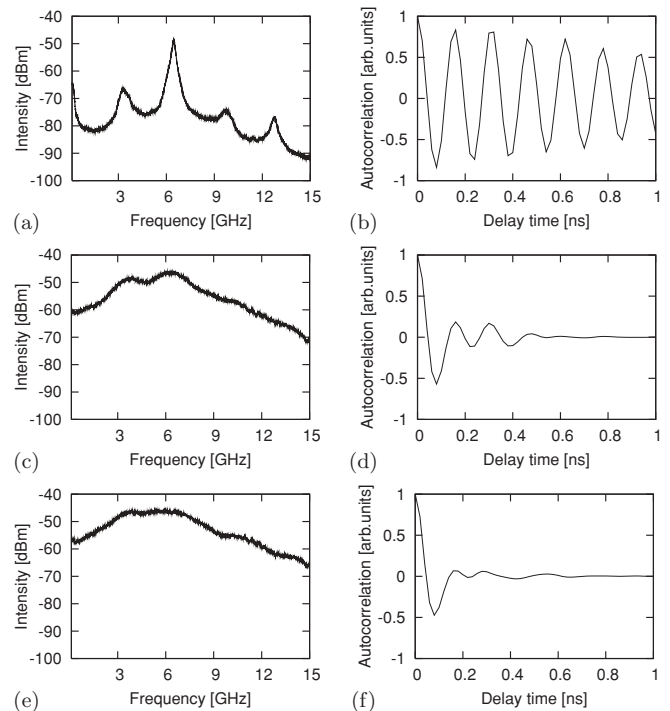 -40
-50
-60
-70
-80
-90
-100
Intensity [dBm]
3 6 9 12 15
Frequency [GHz]
(a)
1
0.5
0
-0.5
-1
Autocorrelation [arb.units]
0 0.2 0.4 0.6 0.8 1
Delay time [ns]
(b)
-40
-50
-60
-70
-80
-90
-100
Intensity [dBm]
3 6 9 12 15
Frequency [GHz]
(c)
1
0.5
0
-0.5
-1
Autocorrelation [arb.units]
0 0.2 0.4 0.6 0.8 1
Delay time [ns]
(d)
-40
-50
-60
-70
-80
-90
-100
Intensity [dBm]
3 6 9 12 15
Frequency [GHz]
(e)
1
0.5
0
-0.5
-1
Autocorrelation [arb.units]
0 0.2 0.4 0.6 0.8 1
Delay time [ns]
(f)